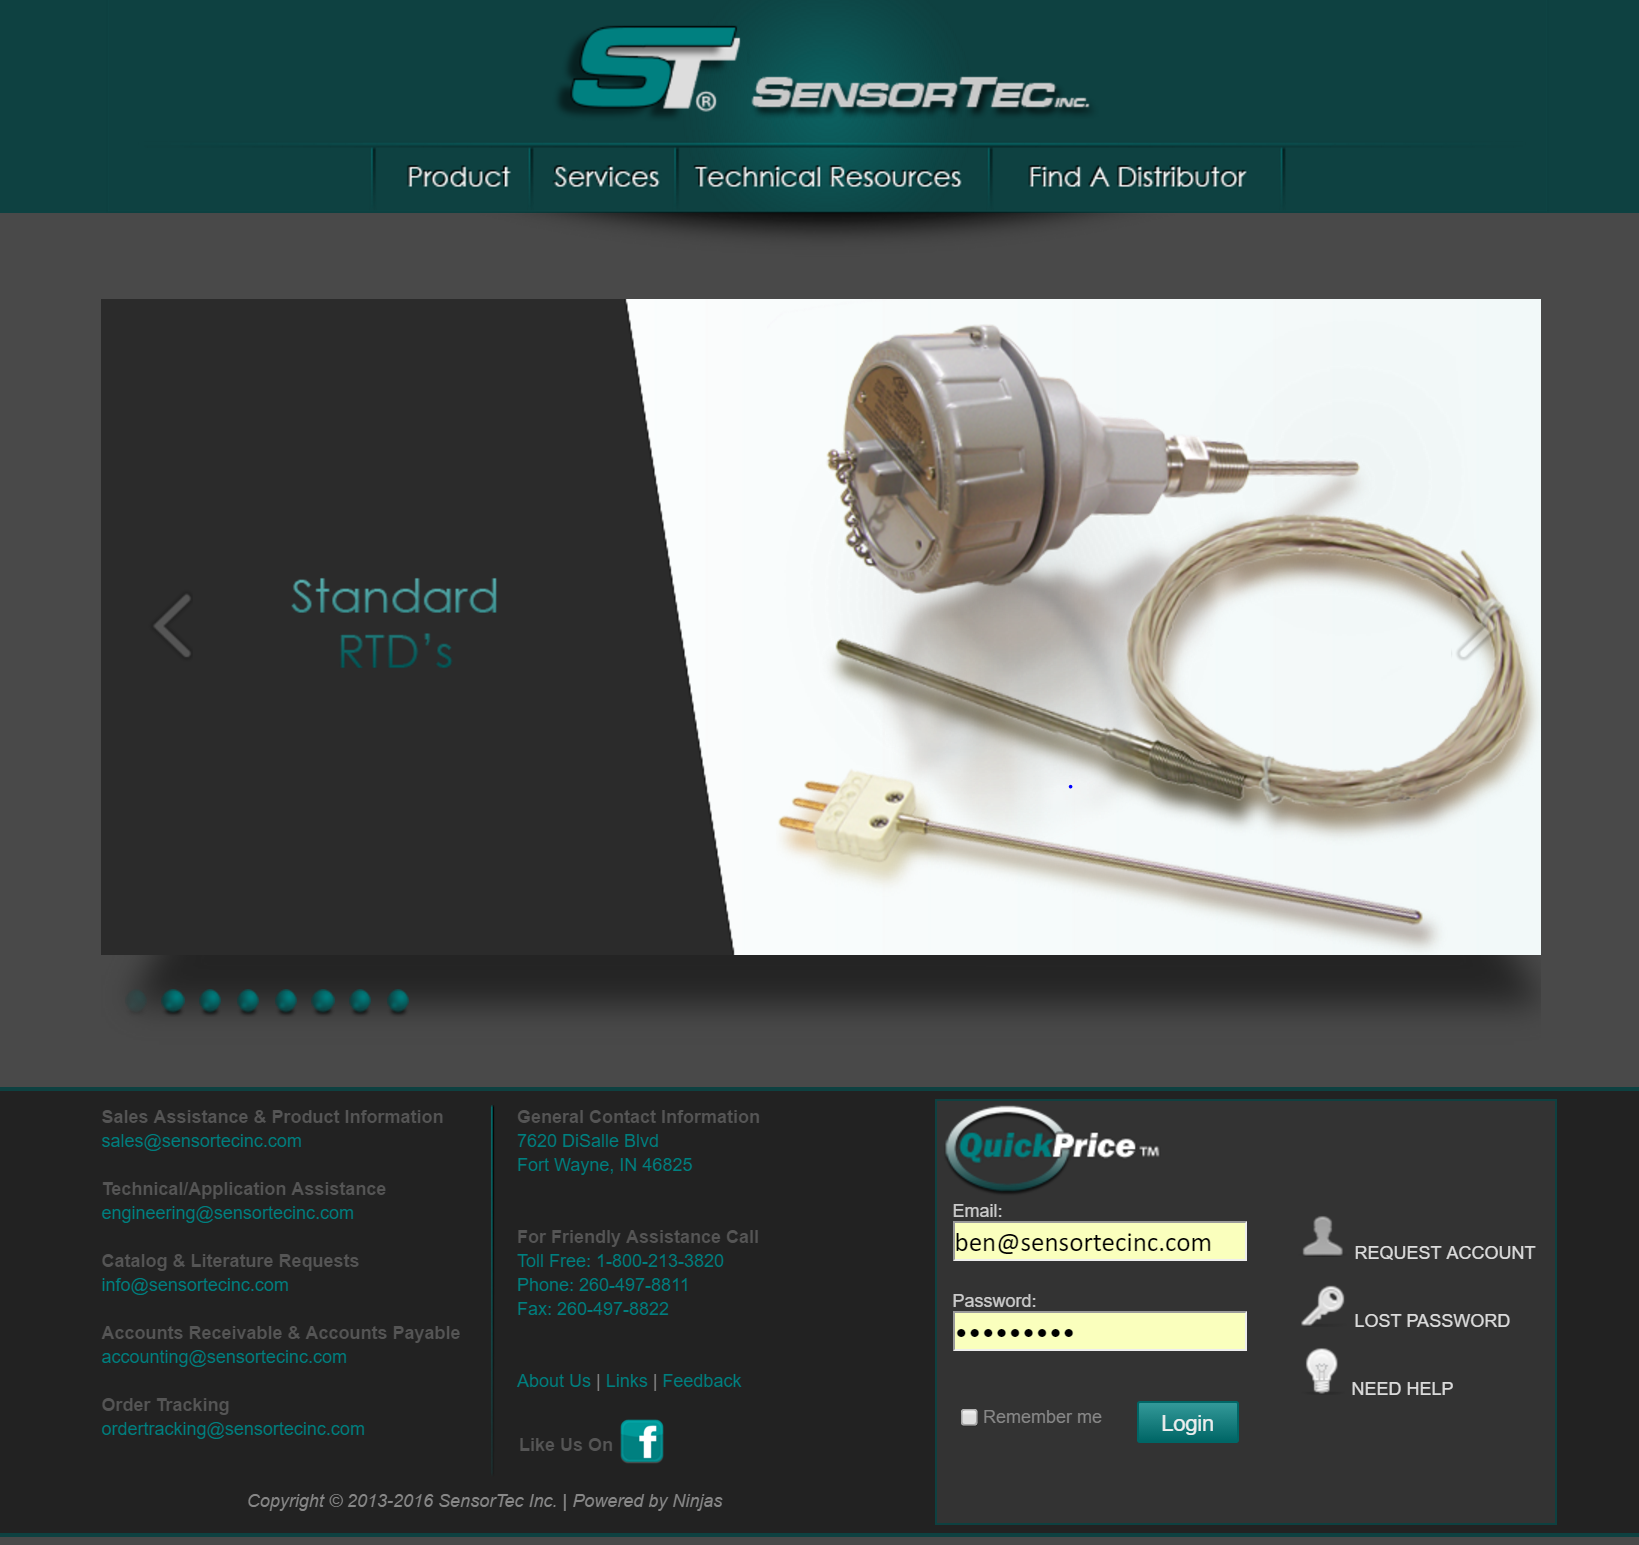 ST®
SENSORTEC INC.
Product
Services
Technical Resources
Find A Distributor
Standard
RTD's
Sales Assistance & Product Information
sales@sensortecinc.com
Technical/Application Assistance
engineering@sensortecinc.com
Catalog & Literature Requests
info@sensortecinc.com
Accounts Receivable & Accounts Payable
accounting@sensortecinc.com
Order Tracking
ordertracking@sensortecinc.com
General Contact Information
7620 DiSalle Blvd
Fort Wayne, IN 46825
For Friendly Assistance Call
Toll Free: 1-800-213-3820
Phone: 260-497-8811
Fax: 260-497-8822
About Us | Links | Feedback
Like Us On f
Copyright © 2013-2016 SensorTec Inc. | Powered by Ninjas
QuickPrice TM
Email:
ben@sensortecinc.com
Password:
•••••••••
Remember me
Login
REQUEST ACCOUNT
LOST PASSWORD
NEED HELP